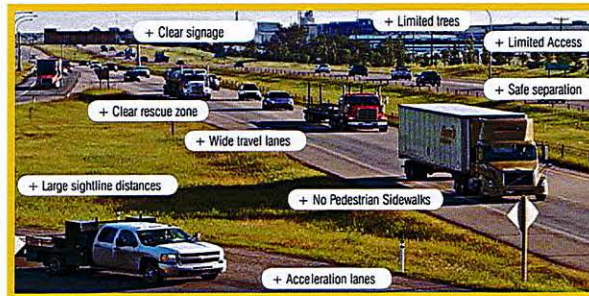 + Clear signage
+ Limited trees
+ Limited Access
+ Safe separation
+ Clear rescue zone
+ Wide travel lanes
+ Large sightline distances
+ No Pedestrian Sidewalks
+ Acceleration lanes